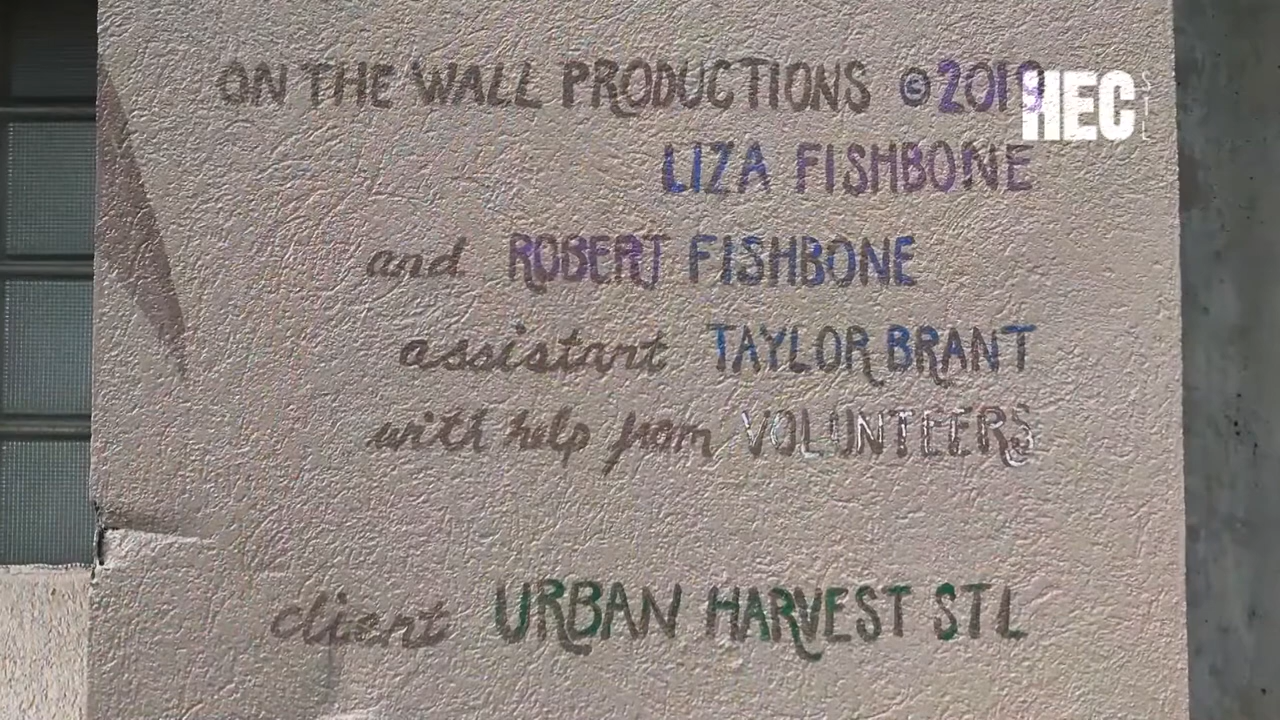 ON THE WALL PRODUCTIONS ©2019
HEC
STL
LIZA FISHBONE
and ROBERT FISHBONE
assistant TAYLOR BRANT
with help from VOLUNTEERS
client URBAN HARVEST STL